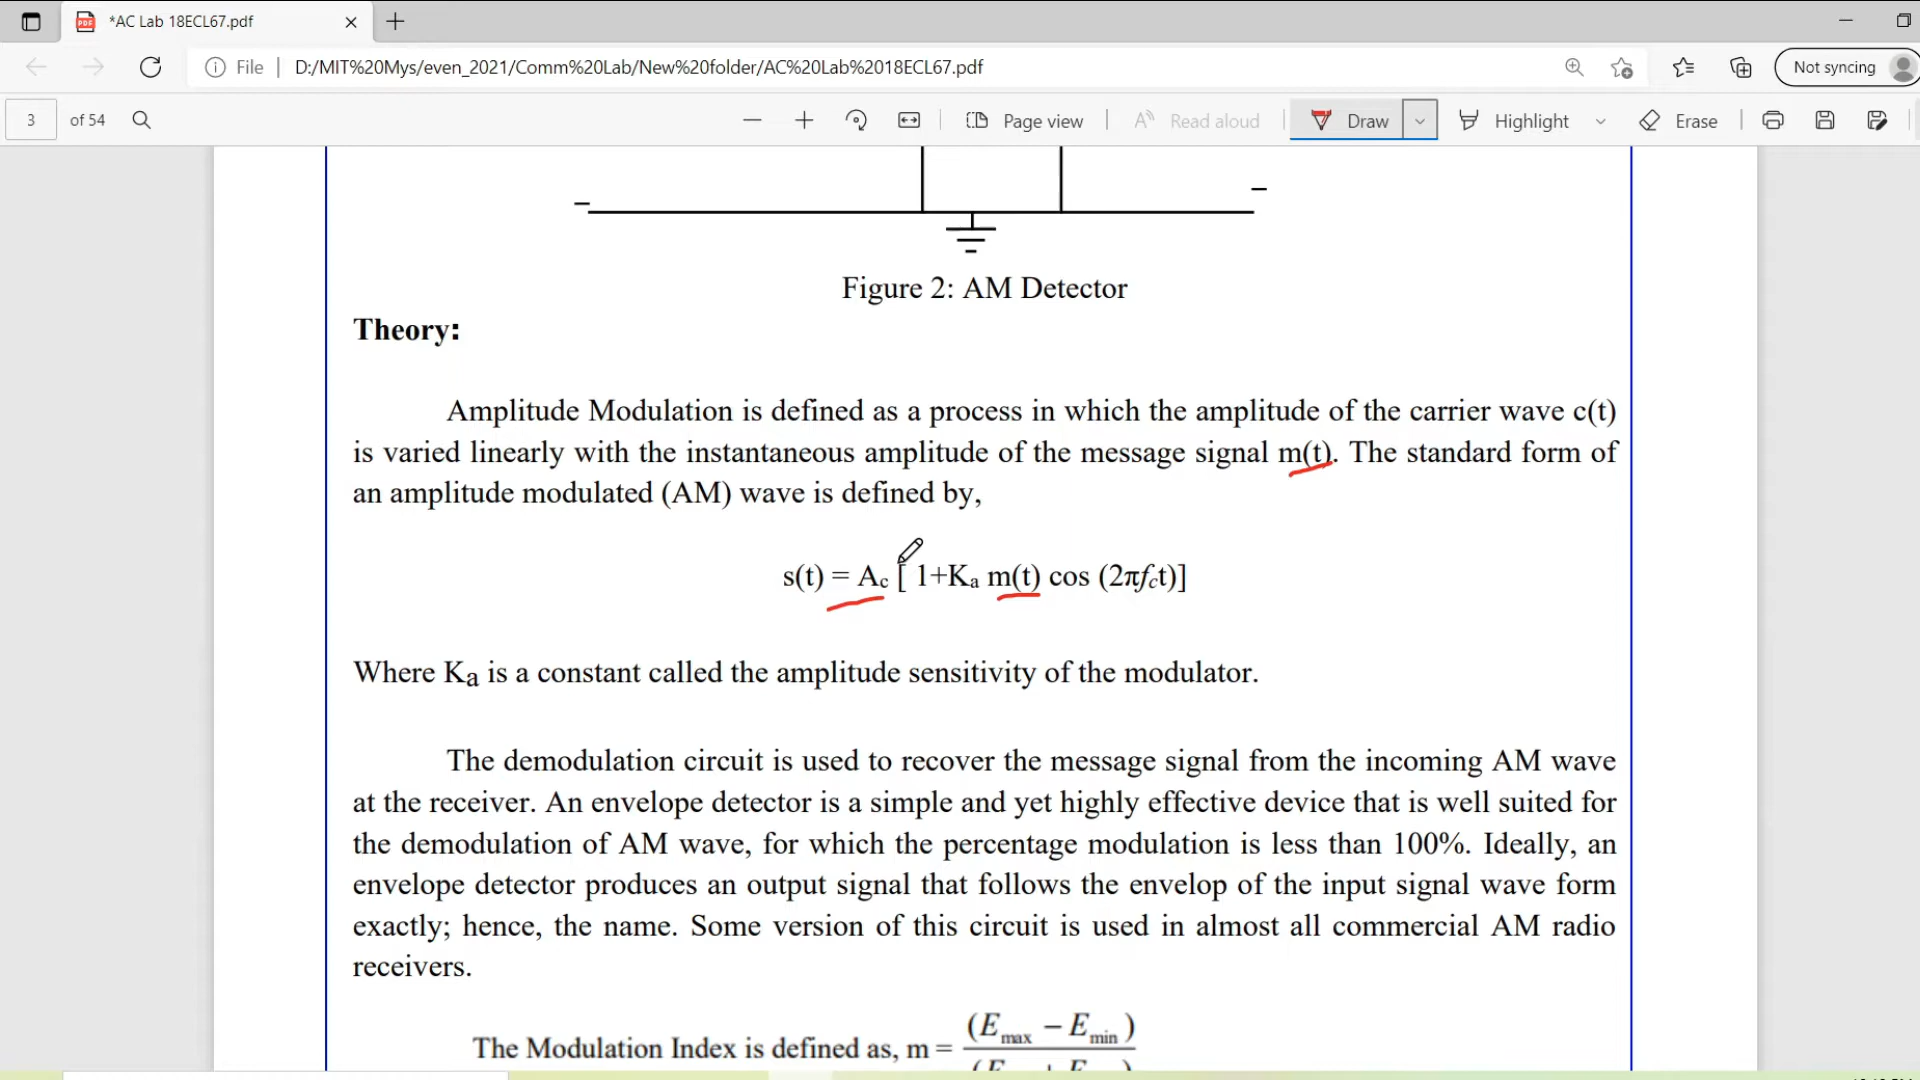 *AC Lab 18ECL67.pdf
File
D:/MIT%20Mys/even_2021/Comm%20Lab/New%20folder/AC%20Lab%2018ECL67.pdf
Not syncing
3 of 54
Page view
Read aloud
Draw
Highlight
Erase
Figure 2: AM Detector
Theory:
Amplitude Modulation is defined as a process in which the amplitude of the carrier wave c(t)
is varied linearly with the instantaneous amplitude of the message signal m(t). The standard form of
an amplitude modulated (AM) wave is defined by,
s(t) = Ac [ 1+Ka m(t) cos (2πfct)]
Where Ka is a constant called the amplitude sensitivity of the modulator.
The demodulation circuit is used to recover the message signal from the incoming AM wave
at the receiver. An envelope detector is a simple and yet highly effective device that is well suited for
the demodulation of AM wave, for which the percentage modulation is less than 100%. Ideally, an
envelope detector produces an output signal that follows the envelop of the input signal wave form
exactly; hence, the name. Some version of this circuit is used in almost all commercial AM radio
receivers.
The Modulation Index is defined as, m = (Emax − Emin)